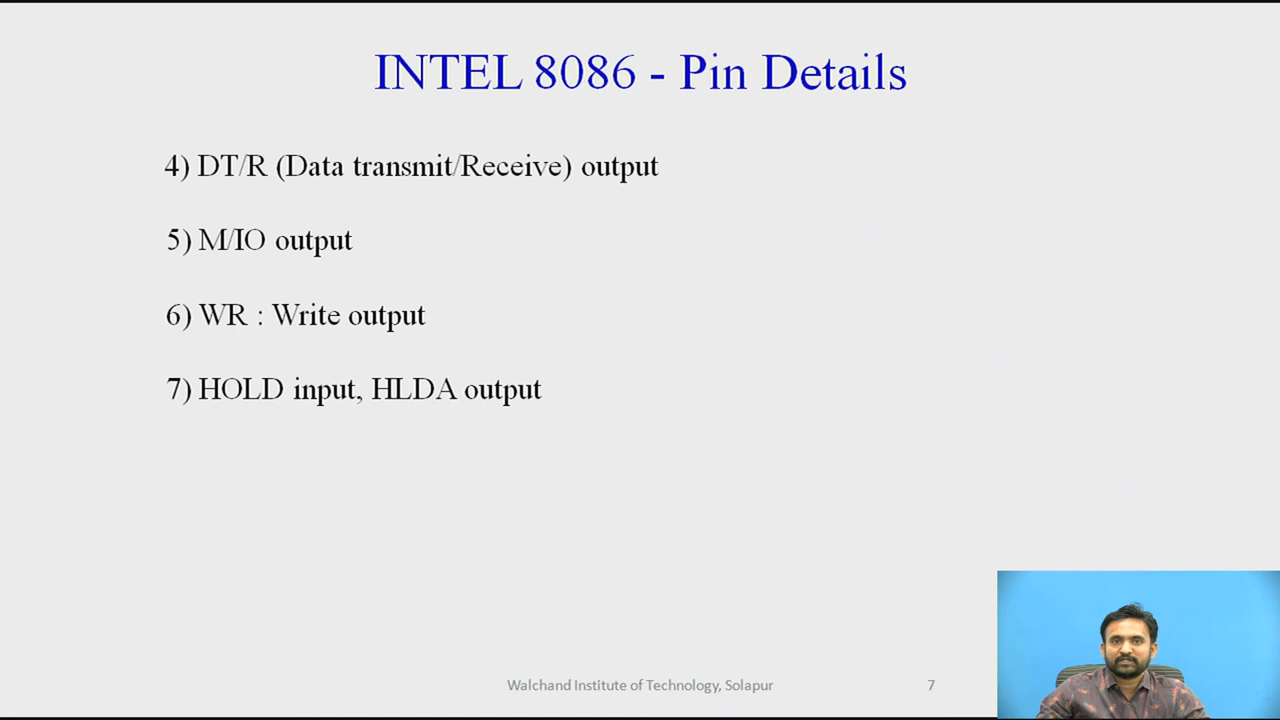 INTEL 8086 - Pin Details
4) DT/R (Data transmit/Receive) output
5) M/IO output
6) WR : Write output
7) HOLD input, HLDA output
Walchand Institute of Technology, Solapur
7